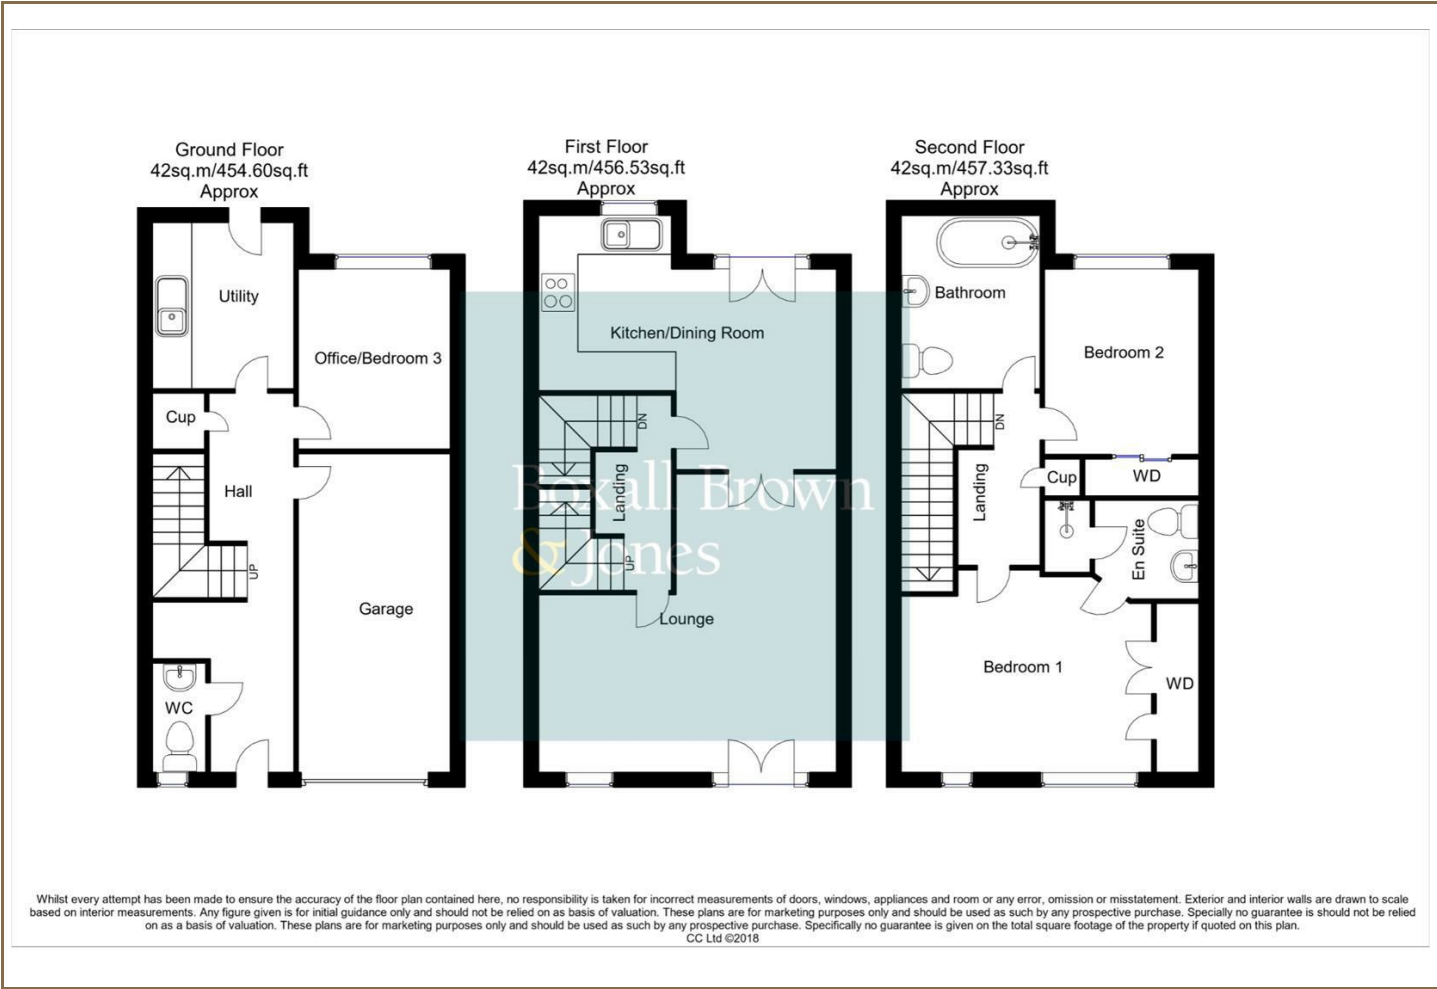 Ground Floor
42sq.m/454.60sq.ft
Approx
Utility
Office/Bedroom 3
Cup
Hall
UP
Garage
WC
First Floor
42sq.m/456.53sq.ft
Approx
Kitchen/Dining Room
DN
Landing
UP
Lounge
Boxall Brown
& Jones
Second Floor
42sq.m/457.33sq.ft
Approx
Bathroom
Bedroom 2
DN
Landing
Cup
WD
En Suite
Bedroom 1
WD
Whilst every attempt has been made to ensure the accuracy of the floor plan contained here, no responsibility is taken for incorrect measurements of doors, windows, appliances and room or any error, omission or misstatement. Exterior and interior walls are drawn to scale
based on interior measurements. Any figure given is for initial guidance only and should not be relied on as basis of valuation. These plans are for marketing purposes only and should be used as such by any prospective purchase. Specially no guarantee is should not be relied
on as a basis of valuation. These plans are for marketing purposes only and should be used as such by any prospective purchase. Specifically no guarantee is given on the total square footage of the property if quoted on this plan.
CC Ltd ©2018